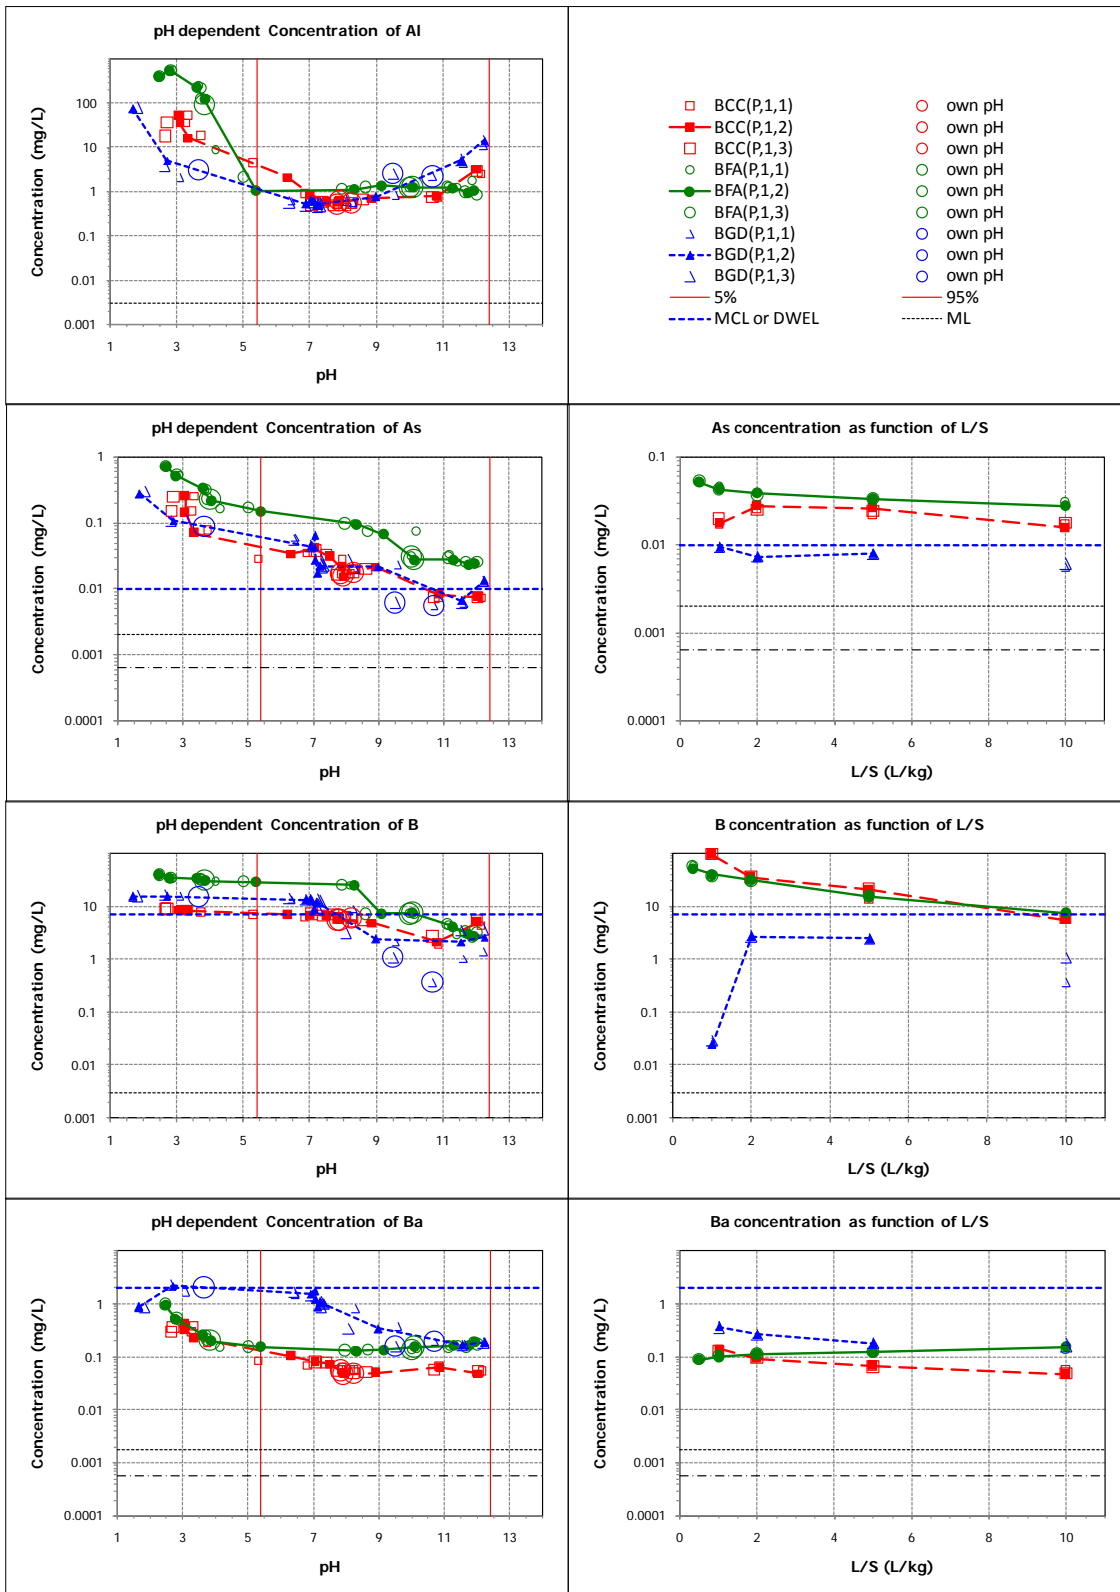 pH dependent Concentration of Al
Concentration (mg/L)
100
10
1
0.1
0.01
0.001
1 3 5 7 9 11 13
pH
BCC(P,1,1) own pH
BCC(P,1,2) own pH
BCC(P,1,3) own pH
BFA(P,1,1) own pH
BFA(P,1,2) own pH
BFA(P,1,3) own pH
BGD(P,1,1) own pH
BGD(P,1,2) own pH
BGD(P,1,3) own pH
5% 95%
MCL or DWEL ML
pH dependent Concentration of As
Concentration (mg/L)
1
0.1
0.01
0.001
0.0001
1 3 5 7 9 11 13
pH
As concentration as function of L/S
Concentration (mg/L)
0.1
0.01
0.001
0.0001
0 2 4 6 8 10
L/S (L/kg)
pH dependent Concentration of B
Concentration (mg/L)
10
1
0.1
0.01
0.001
1 3 5 7 9 11 13
pH
B concentration as function of L/S
Concentration (mg/L)
10
1
0.1
0.01
0.001
0 2 4 6 8 10
L/S (L/kg)
pH dependent Concentration of Ba
Concentration (mg/L)
1
0.1
0.01
0.001
0.0001
1 3 5 7 9 11 13
pH
Ba concentration as function of L/S
Concentration (mg/L)
1
0.1
0.01
0.001
0.0001
0 2 4 6 8 10
L/S (L/kg)